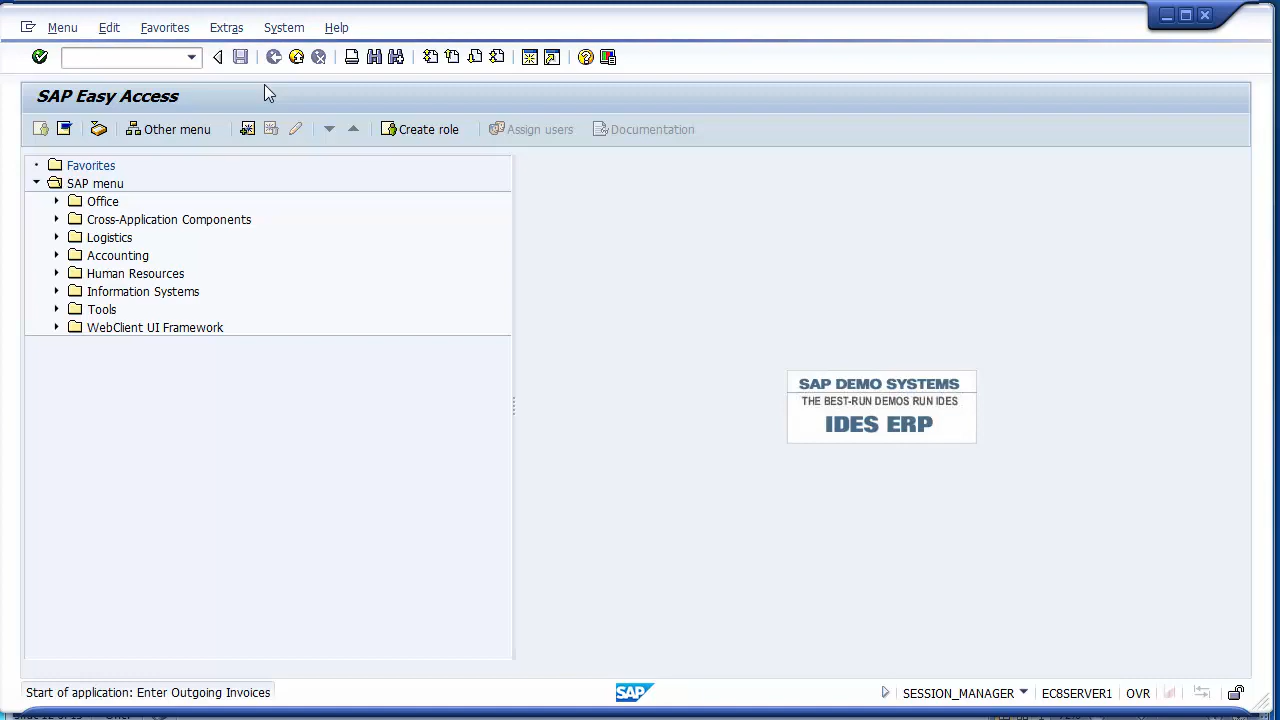 Menu Edit Favorites Extras System Help
SAP Easy Access
Other menu Create role Assign users Documentation
Favorites
SAP menu
Office
Cross-Application Components
Logistics
Accounting
Human Resources
Information Systems
Tools
WebClient UI Framework
SAP DEMO SYSTEMS
THE BEST-RUN DEMOS RUN IDES
IDES ERP
Start of application: Enter Outgoing Invoices SAP SESSION_MANAGER EC8SERVER1 OVR